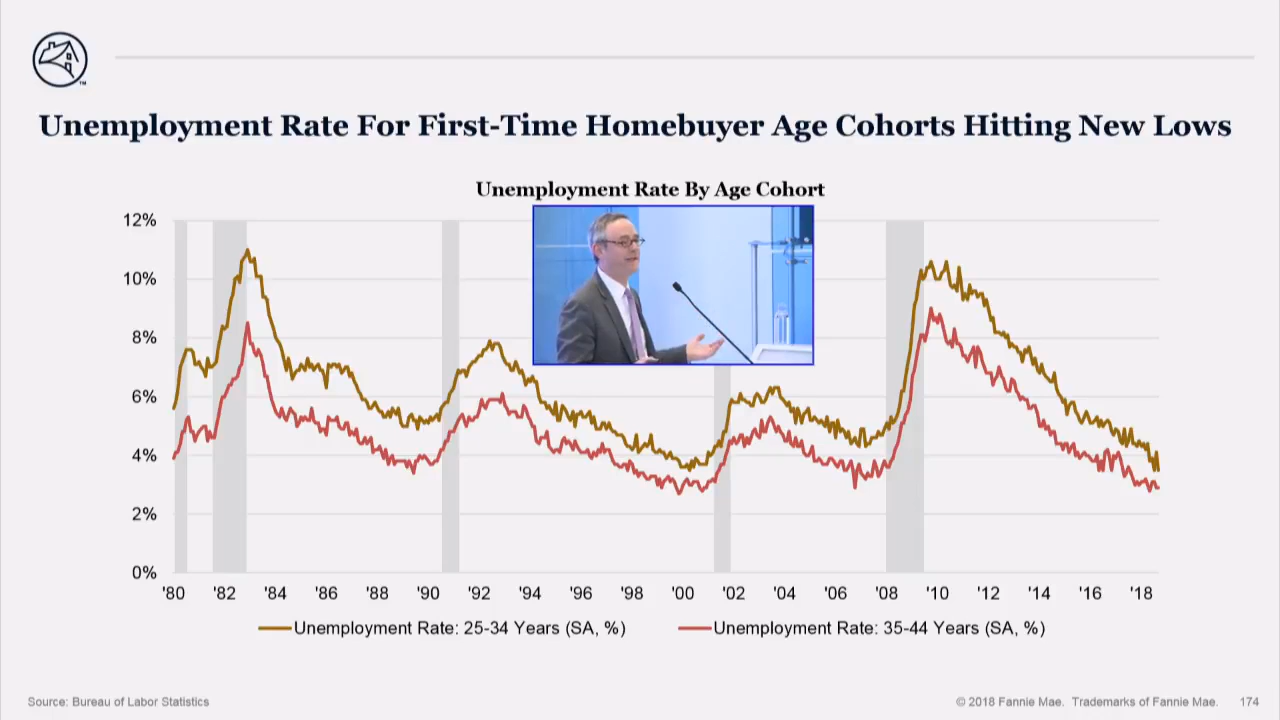 TM
Unemployment Rate For First-Time Homebuyer Age Cohorts Hitting New Lows
Unemployment Rate By Age Cohort
12%
10%
8%
6%
4%
2%
0%
'80 '82 '84 '86 '88 '90 '92 '94 '96 '98 '00 '02 '04 '06 '08 '10 '12 '14 '16 '18
Unemployment Rate: 25-34 Years (SA, %) Unemployment Rate: 35-44 Years (SA, %)
Source: Bureau of Labor Statistics © 2018 Fannie Mae. Trademarks of Fannie Mae. 174